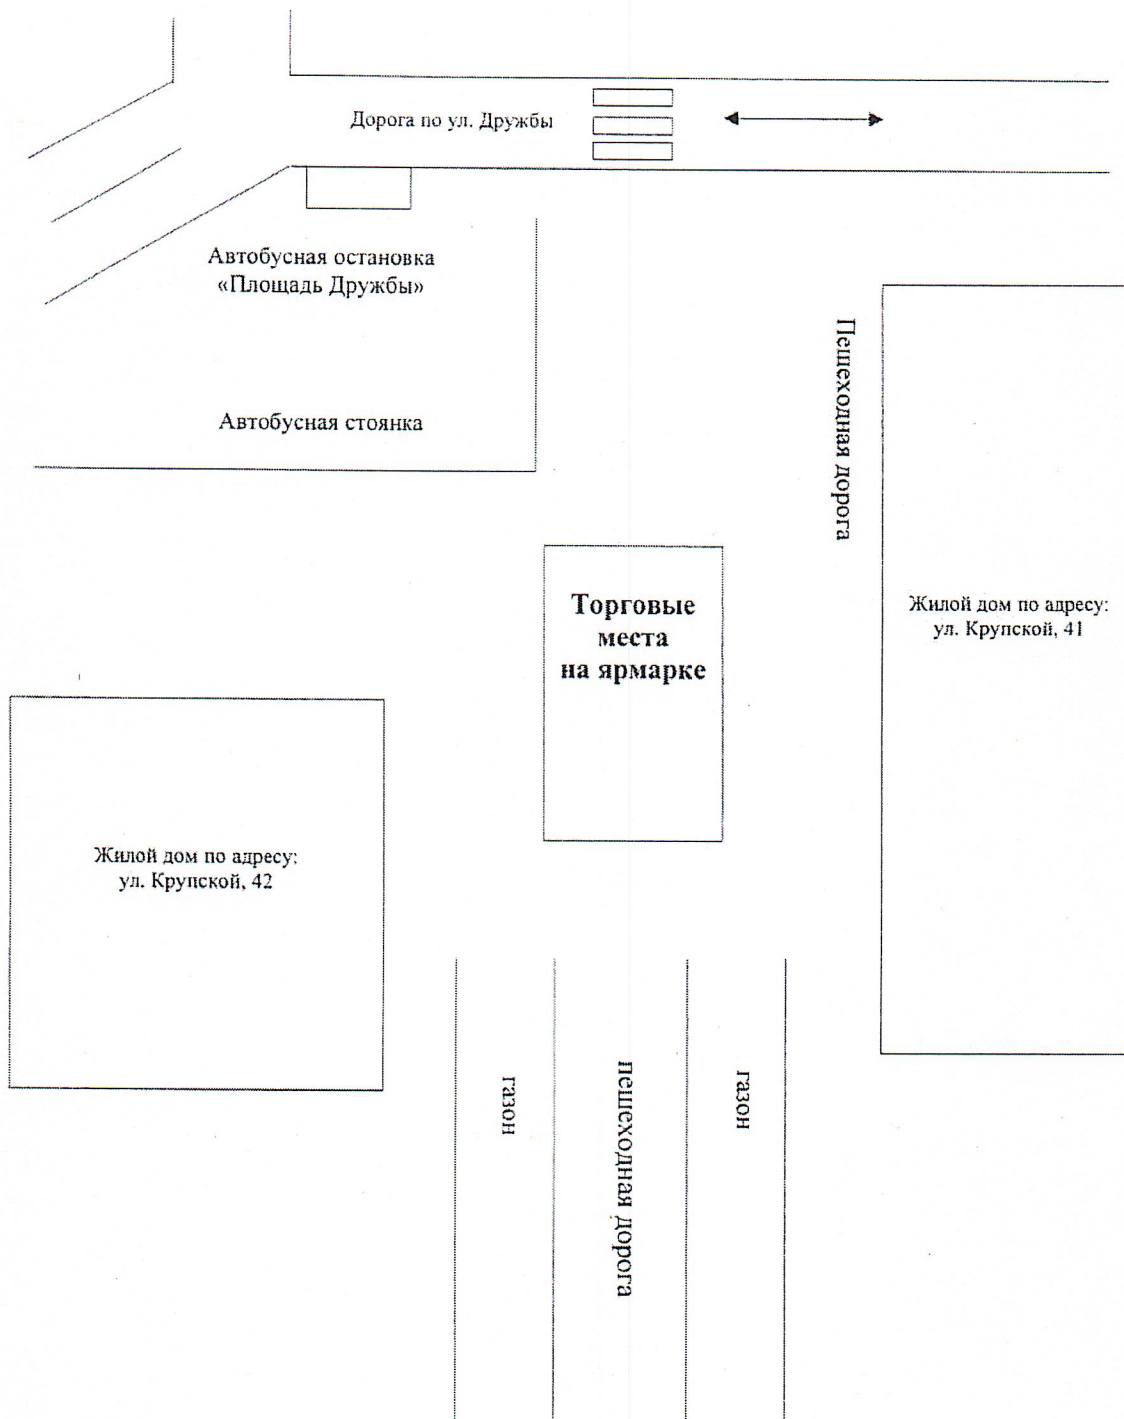 Дорога по ул. Дружбы
Автобусная остановка
«Площадь Дружбы»
Автобусная стоянка
Пешеходная дорога
Торговые
места
на ярмарке
Жилой дом по адресу:
ул. Крупской, 41
Жилой дом по адресу:
ул. Крупской, 42
газон
пешеходная дорога
газон